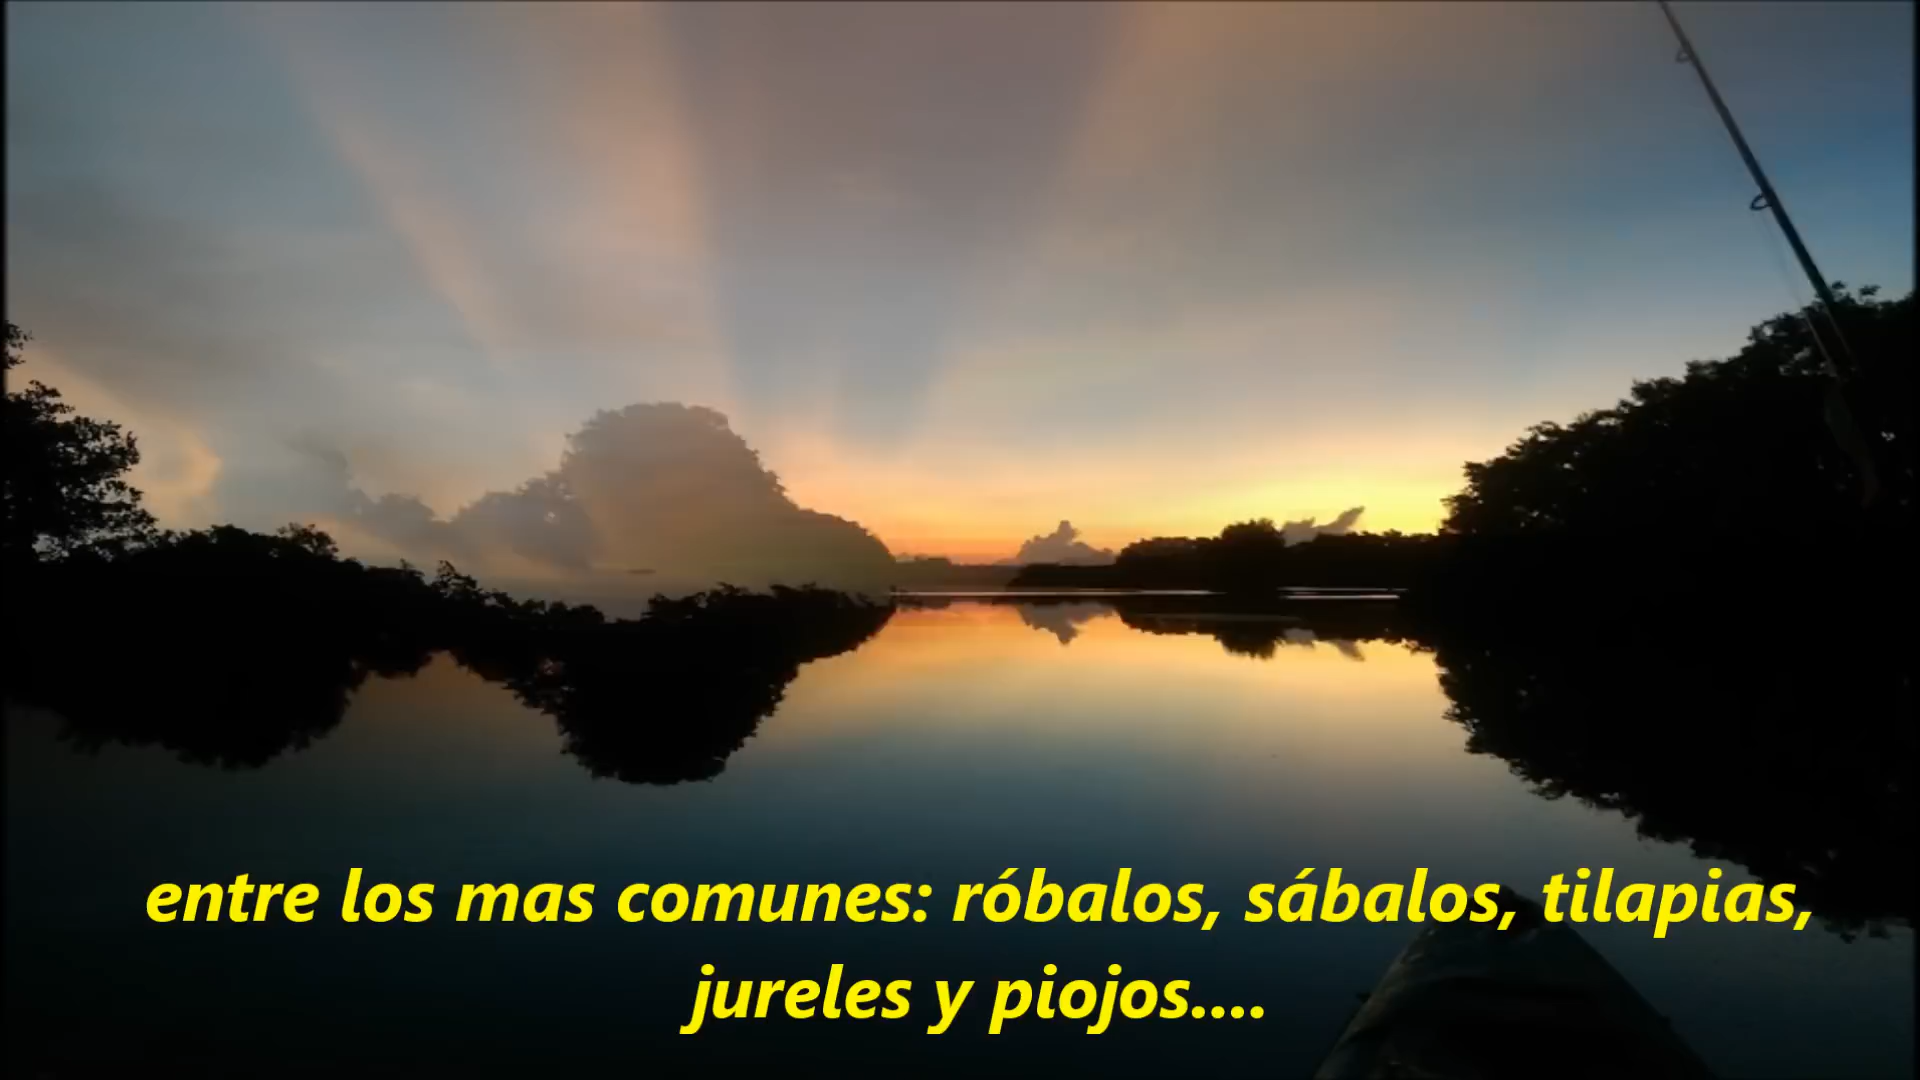 entre los mas comunes: róbalos, sábalos, tilapias,
jureles y piojos....